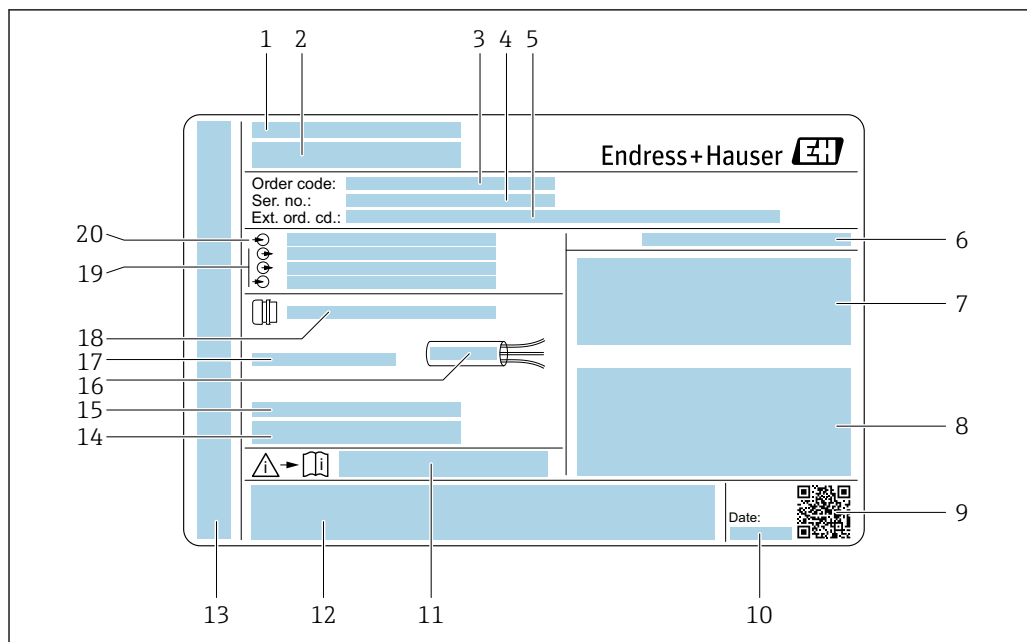 1 2 3 4 5
Endress+Hauser EH
Order code:
Ser. no.:
Ext. ord. cd.:
20
6
19
7
18
17
16
15
14
8
i i
Date:
9
13 12 11 10